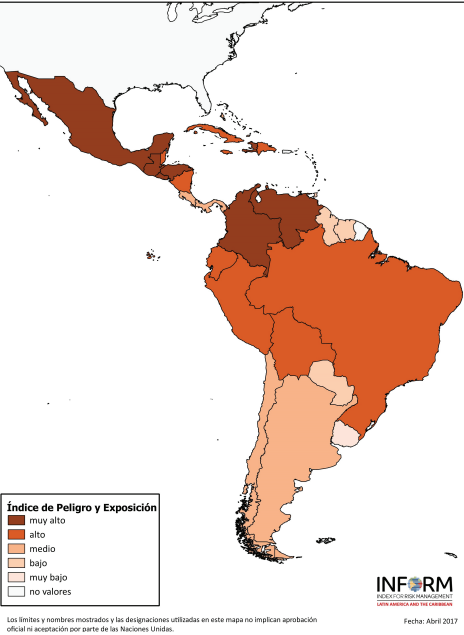 Índice de Peligro y Exposición
muy alto
alto
medio
bajo
muy bajo
no valores
INFORM
INDEX FOR RISK MANAGEMENT
LATIN AMERICA AND THE CARIBBEAN
Los límites y nombres mostrados y las designaciones utilizadas en este mapa no implican aprobación
oficial ni aceptación por parte de las Naciones Unidas.
Fecha: Abril 2017